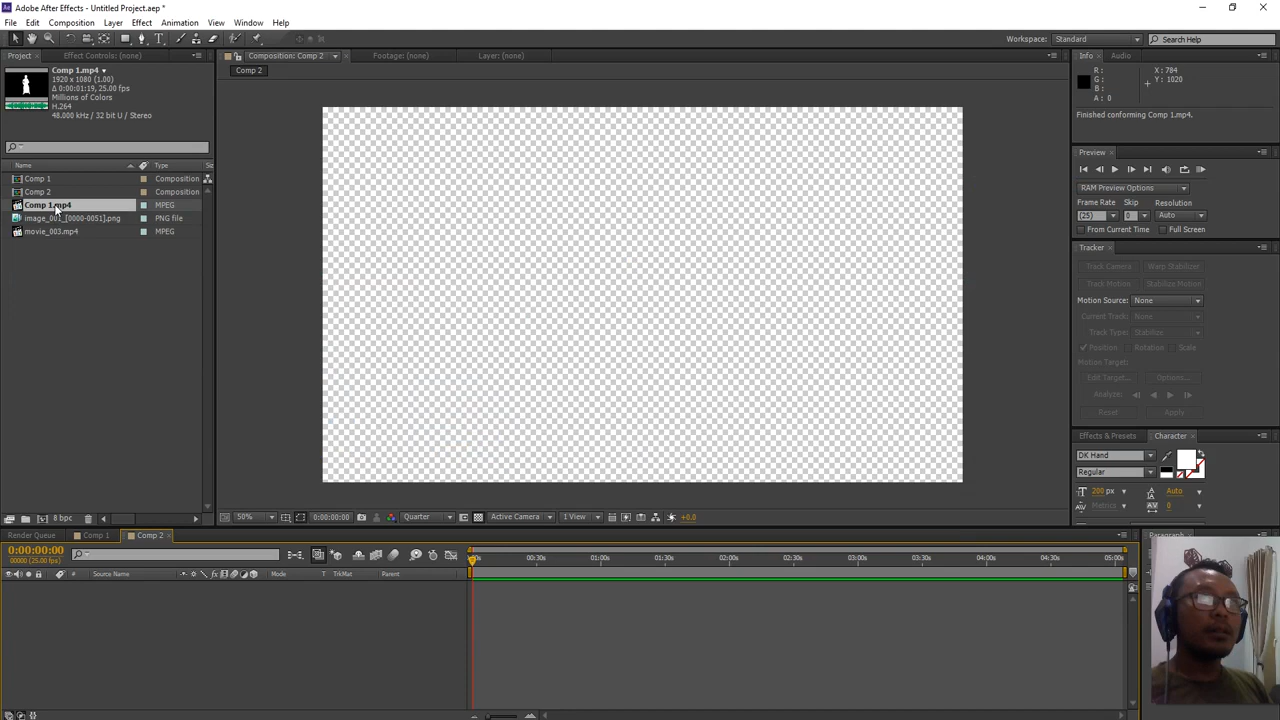 Adobe After Effects - Untitled Project.aep *
File Edit Composition Layer Effect Animation View Window Help
Workspace: Standard Search Help
Project Effect Controls: (none) Composition: Comp 2 Footage: (none) Layer: (none) Info Audio
Comp 2
Comp 1.mp4
1920 x 1080 (1.00)
Δ 0:00:01:19, 25.00 fps
Millions of Colors
H.264
48.000 kHz / 32 bit U / Stereo
R :
G :
B :
A : 0
X : 784
Y : 1020
Finished conforming Comp 1.mp4.
Name Type Siz
Comp 1 Composition
Comp 2 Composition
Comp 1.mp4 MPEG
image_001_[0000-0051].png PNG file
movie_003.mp4 MPEG
Preview
RAM Preview Options
Frame Rate Skip Resolution
(25) 0 Auto
From Current Time Full Screen
Tracker
Track Camera Warp Stabilizer
Track Motion Stabilize Motion
Motion Source: None
Current Track: None
Track Type: Stabilize
Position Rotation Scale
Motion Target:
Edit Target... Options...
Analyze:
Reset Apply
Effects & Presets Character
DK Hand
Regular
200 px Auto
Metrics 0
8 bpc
50% 0:00:00:00 Quarter Active Camera 1 View +0.0
Render Queue Comp 1 Comp 2 Paragraph
0:00:00:00
00000 (25.00 fps)
00:30s 01:00s 01:30s 02:00s 02:30s 03:00s 03:30s 04:00s 04:30s 05:00s
# Source Name Mode T TrkMat Parent